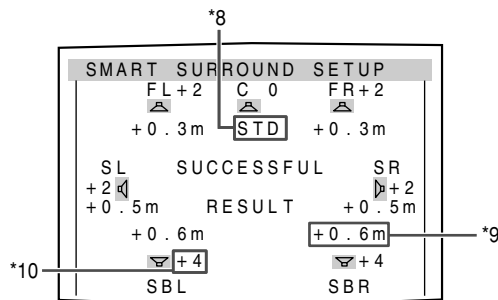 *8
SMART SURROUND SETUP
FL+2 C 0 FR+2
+0.3m STD +0.3m
SL SUCCESSFUL SR
+2 +2
+0.5m RESULT +0.5m
+0.6m +0.6m *9
*10 +4 +4
SBL SBR